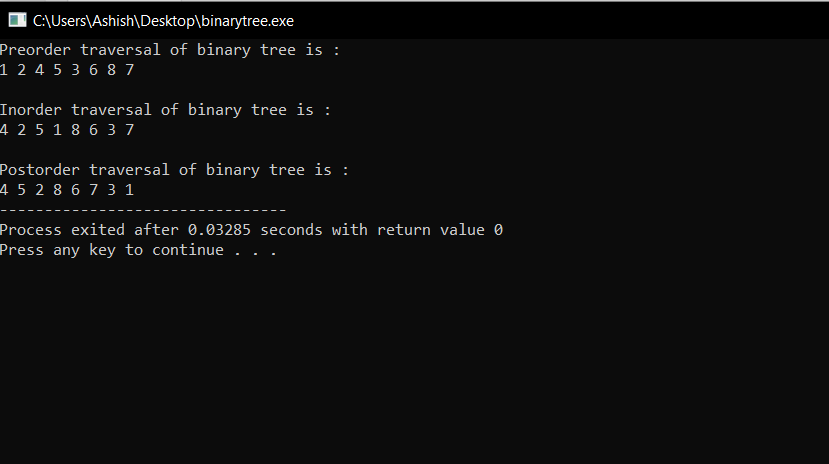 C:\Users\Ashish\Desktop\binarytree.exe
Preorder traversal of binary tree is :
1 2 4 5 3 6 8 7
Inorder traversal of binary tree is :
4 2 5 1 8 6 3 7
Postorder traversal of binary tree is :
4 5 2 8 6 7 3 1
--------------------------------
Process exited after 0.03285 seconds with return value 0
Press any key to continue . . .